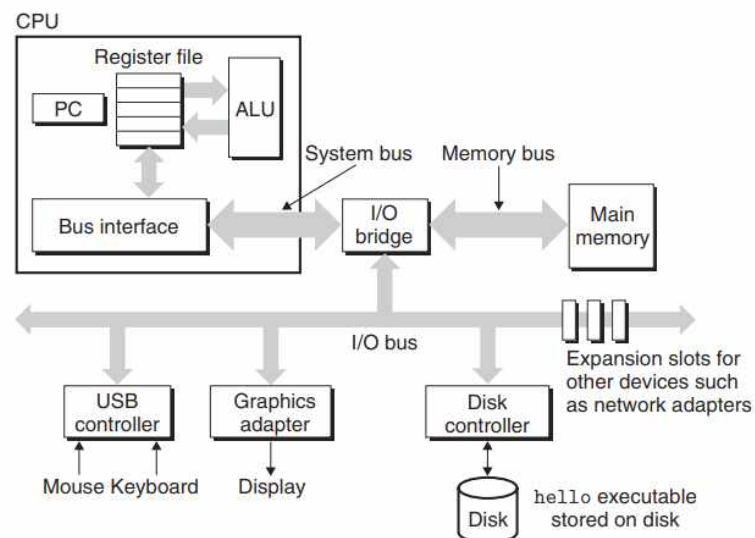 CPU
Register file
PC
ALU
System bus
Memory bus
Bus interface
I/O
bridge
Main
memory
I/O bus
Expansion slots for
other devices such
as network adapters
USB
controller
Graphics
adapter
Disk
controller
Mouse Keyboard
Display
Disk
hello executable
stored on disk